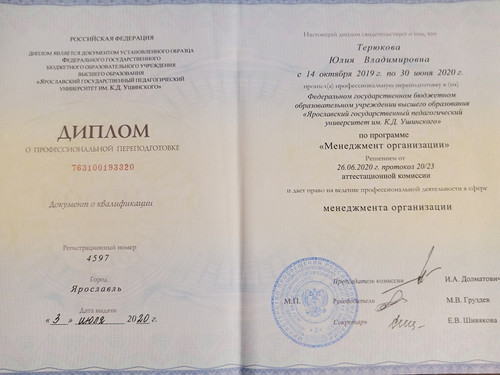 РОССИЙСКАЯ ФЕДЕРАЦИЯ
ДИПЛОМ ЯВЛЯЕТСЯ ДОКУМЕНТОМ УСТАНОВЛЕННОГО ОБРАЗЦА
ФЕДЕРАЛЬНОГО ГОСУДАРСТВЕННОГО
БЮДЖЕТНОГО ОБРАЗОВАТЕЛЬНОГО УЧРЕЖДЕНИЯ
ВЫСШЕГО ОБРАЗОВАНИЯ
«ЯРОСЛАВСКИЙ ГОСУДАРСТВЕННЫЙ ПЕДАГОГИЧЕСКИЙ
УНИВЕРСИТЕТ ИМ. К.Д. УШИНСКОГО»
ДИПЛОМ
О ПРОФЕССИОНАЛЬНОЙ ПЕРЕПОДГОТОВКЕ
763100193320
Документ о квалификации
Регистрационный номер
4597
Город
Ярославль
Дата выдачи
« 3 » июля 2020 г.
Настоящий диплом свидетельствует о том, что
Терюкова
Юлия Владимировна
с 14 октября 2019 г. по 30 июня 2020 г.
прошел(а) профессиональную переподготовку в (на)
Федеральном государственном бюджетном
образовательном учреждении высшего образования
«Ярославский государственный педагогический
университет им. К.Д. Ушинского»
по программе
«Менеджмент организации»
Решением от
26.06.2020 г. протокол 20/23
аттестационной комиссии
и дает право на ведение профессиональной деятельности в сфере
менеджмента организации
Председатель комиссии И.А. Долматович
М.П. Руководитель М.В. Груздев
Секретарь Е.В. Шивякова